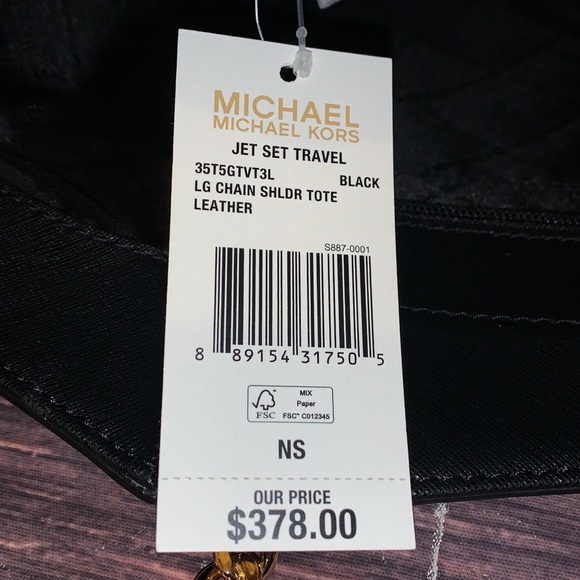 MICHAEL
MICHAEL KORS
JET SET TRAVEL
35T5GTVT3L BLACK
LG CHAIN SHLDR TOTE
LEATHER
S887-0001
8 89154 31750 5
FSC
MIX
Paper
FSC™ C012345
NS
OUR PRICE
$378.00